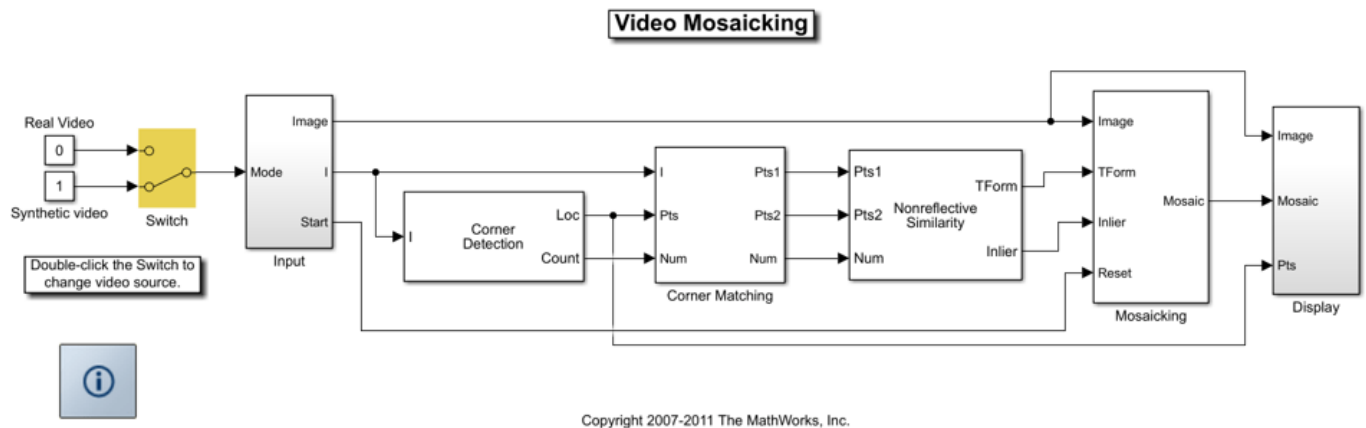 Video Mosaicking
Real Video
0
1
Synthetic video
Switch
Double-click the Switch to
change video source.
Mode
Image
I
Start
Input
I
Corner
Detection
Loc
Count
I
Pts
Num
Pts1
Pts2
Num
Corner Matching
Pts1
Pts2
Num
Nonreflective
Similarity
TForm
Inlier
Image
TForm
Inlier
Reset
Mosaic
Mosaicking
Image
Mosaic
Pts
Display
i
Copyright 2007-2011 The MathWorks, Inc.